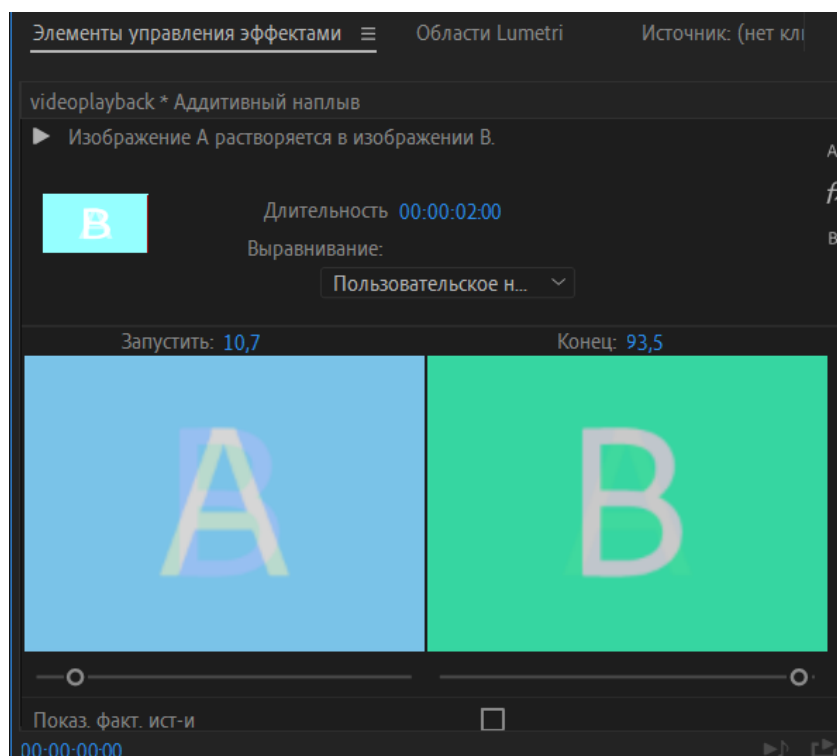 Элементы управления эффектами Области Lumetri Источник: (нет кли
videoplayback * Аддитивный наплыв
Изображение A растворяется в изображении B.
A
B
Длительность 00:00:02:00
fx
B
Выравнивание:
Пользовательское н...
Запустить: 10,7 Конец: 93,5
A B
B
Показ. факт. ист-и
00:00:00:00